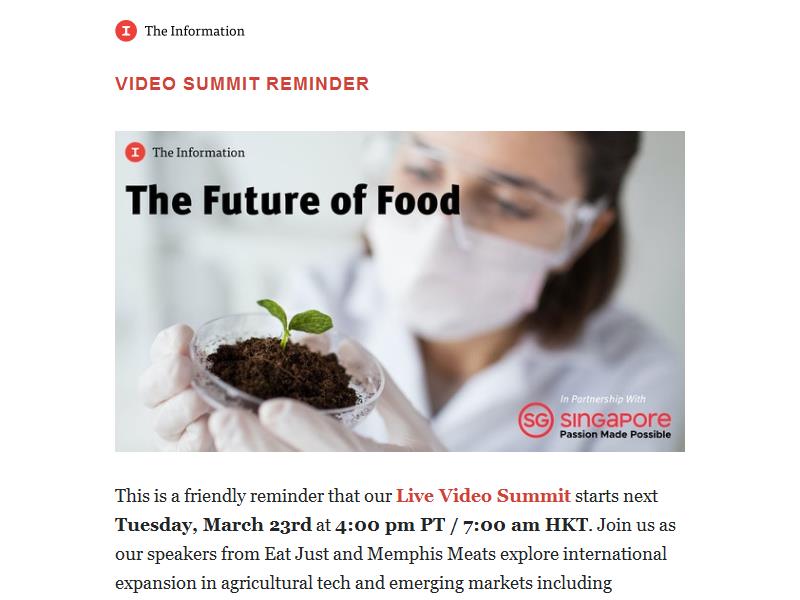 The Information
VIDEO SUMMIT REMINDER
The Information
The Future of Food
In Partnership With
SG SINGAPORE
Passion Made Possible
This is a friendly reminder that our Live Video Summit starts next
Tuesday, March 23rd at 4:00 pm PT / 7:00 am HKT. Join us as
our speakers from Eat Just and Memphis Meats explore international
expansion in agricultural tech and emerging markets including